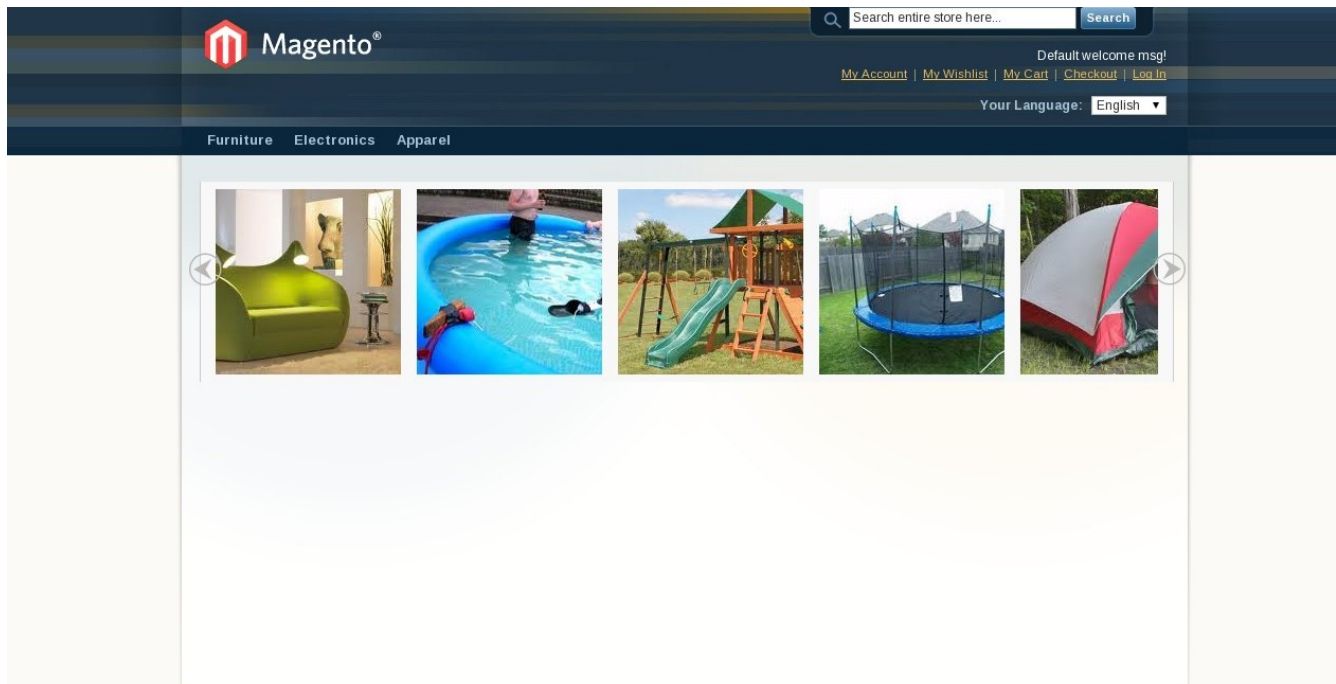 Magento®
Search entire store here...
Search
Default welcome msg!
My Account | My Wishlist | My Cart | Checkout | Log In
Your Language: English
Furniture Electronics Apparel